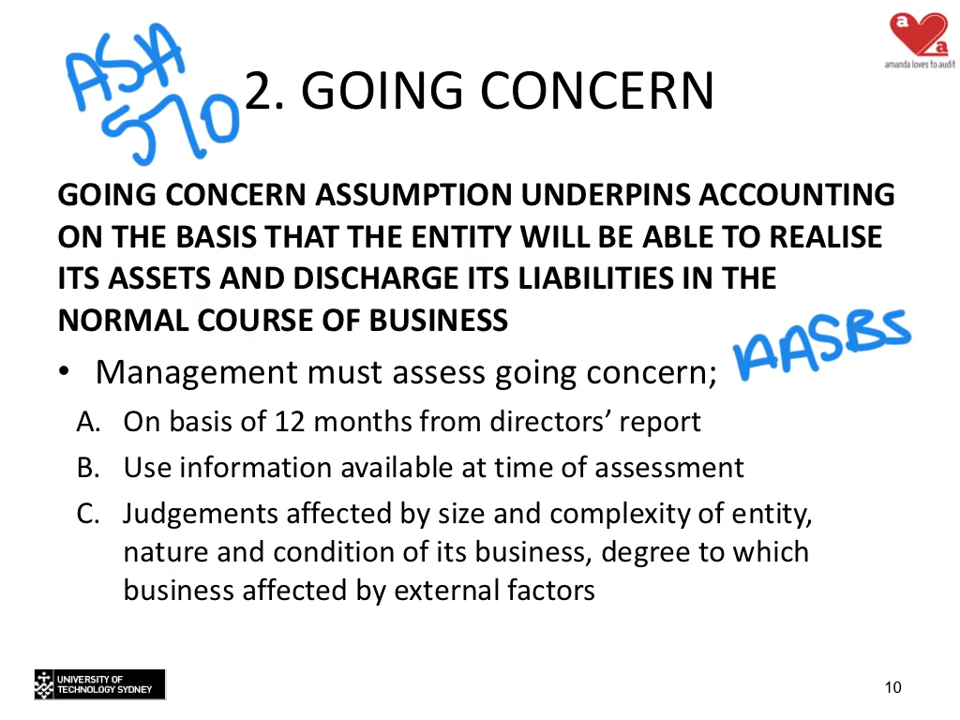 ASA
570
a
a
amanda loves to audit
2. GOING CONCERN
GOING CONCERN ASSUMPTION UNDERPINS ACCOUNTING
ON THE BASIS THAT THE ENTITY WILL BE ABLE TO REALISE
ITS ASSETS AND DISCHARGE ITS LIABILITIES IN THE
NORMAL COURSE OF BUSINESS
AASBS
• Management must assess going concern;
A. On basis of 12 months from directors’ report
B. Use information available at time of assessment
C. Judgements affected by size and complexity of entity,
nature and condition of its business, degree to which
business affected by external factors
UNIVERSITY OF
TECHNOLOGY SYDNEY
10